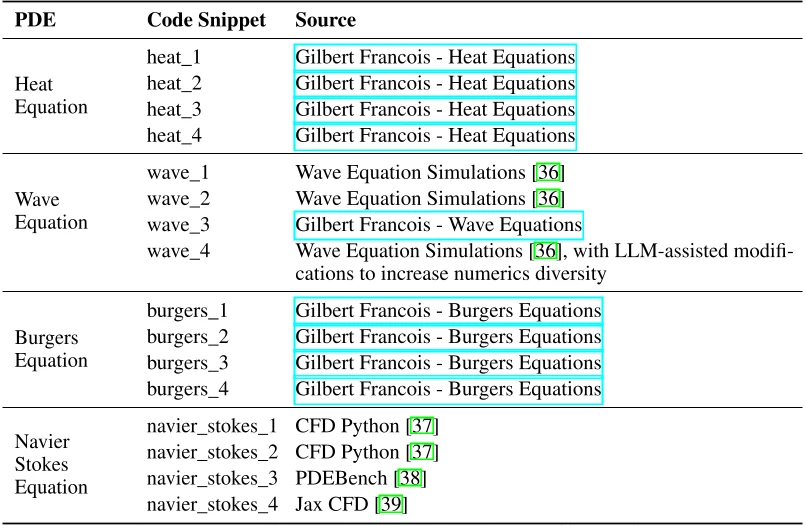 PDE Code Snippet Source
heat_1 Gilbert Francois - Heat Equations
Heat heat_2 Gilbert Francois - Heat Equations
Equation heat_3 Gilbert Francois - Heat Equations
heat_4 Gilbert Francois - Heat Equations
wave_1 Wave Equation Simulations [36]
Wave wave_2 Wave Equation Simulations [36]
Equation wave_3 Gilbert Francois - Wave Equations
wave_4 Wave Equation Simulations [36], with LLM-assisted modifi-
cations to increase numerics diversity
burgers_1 Gilbert Francois - Burgers Equations
Burgers burgers_2 Gilbert Francois - Burgers Equations
Equation burgers_3 Gilbert Francois - Burgers Equations
burgers_4 Gilbert Francois - Burgers Equations
navier_stokes_1 CFD Python [37]
Navier navier_stokes_2 CFD Python [37]
Stokes navier_stokes_3 PDEBench [38]
Equation navier_stokes_4 Jax CFD [39]